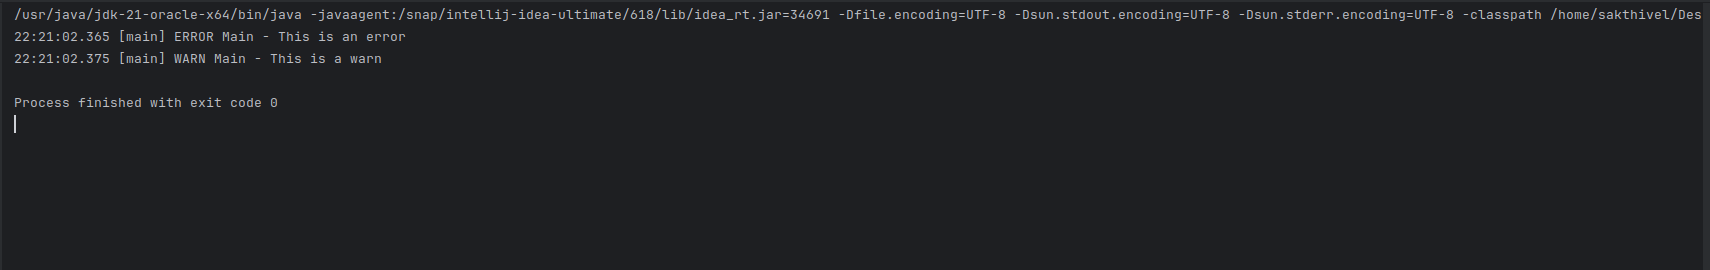 /usr/java/jdk-21-oracle-x64/bin/java -javaagent:/snap/intellij-idea-ultimate/618/lib/idea_rt.jar=34691 -Dfile.encoding=UTF-8 -Dsun.stdout.encoding=UTF-8 -Dsun.stderr.encoding=UTF-8 -classpath /home/sakthivel/Des
22:21:02.365 [main] ERROR Main - This is an error
22:21:02.375 [main] WARN Main - This is a warn
Process finished with exit code 0